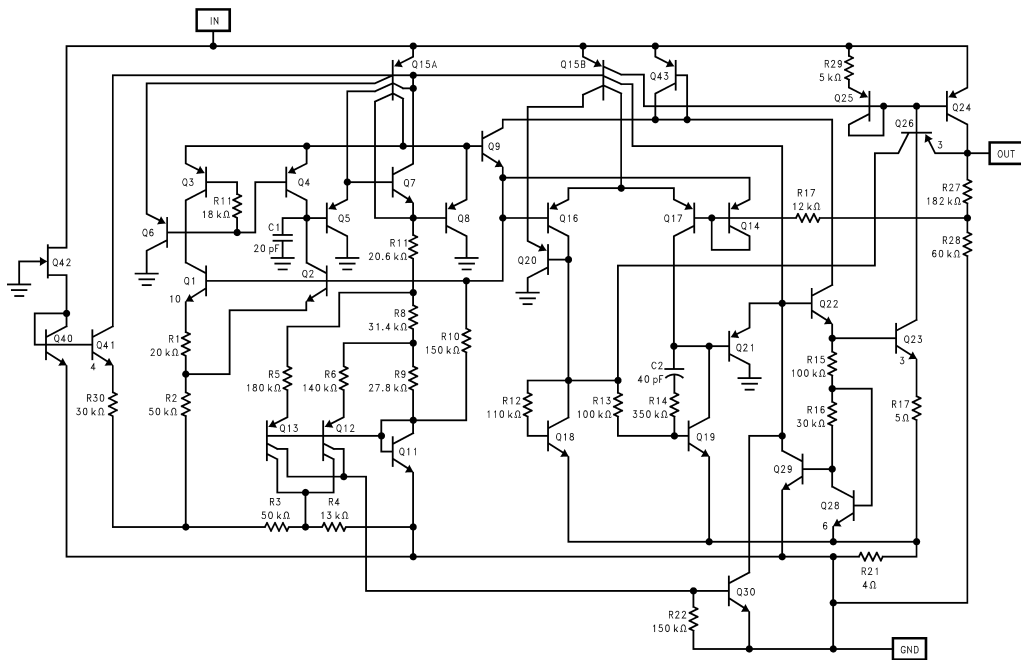 IN
Q15A
Q15B
Q43
R29
5 kΩ
Q25
Q24
Q26
3
OUT
Q9
Q3
Q4
R11
18 kΩ
Q7
Q6
C1
20 pF
Q5
Q8
Q16
Q17
Q14
R17
12 kΩ
R27
182 kΩ
R28
60 kΩ
Q42
Q1
10
Q2
R11
20.6 kΩ
Q20
R8
31.4 kΩ
R10
150 kΩ
Q22
Q40
Q41
4
R1
20 kΩ
R5
180 kΩ
R6
140 kΩ
R9
27.8 kΩ
C2
40 pF
Q21
Q23
3
R15
100 kΩ
R30
30 kΩ
R2
50 kΩ
R12
110 kΩ
R13
100 kΩ
R14
350 kΩ
R16
30 kΩ
R17
5Ω
Q13
Q12
Q11
Q18
Q19
Q29
Q28
6
R3
50 kΩ
R4
13 kΩ
R21
4Ω
Q30
R22
150 kΩ
GND